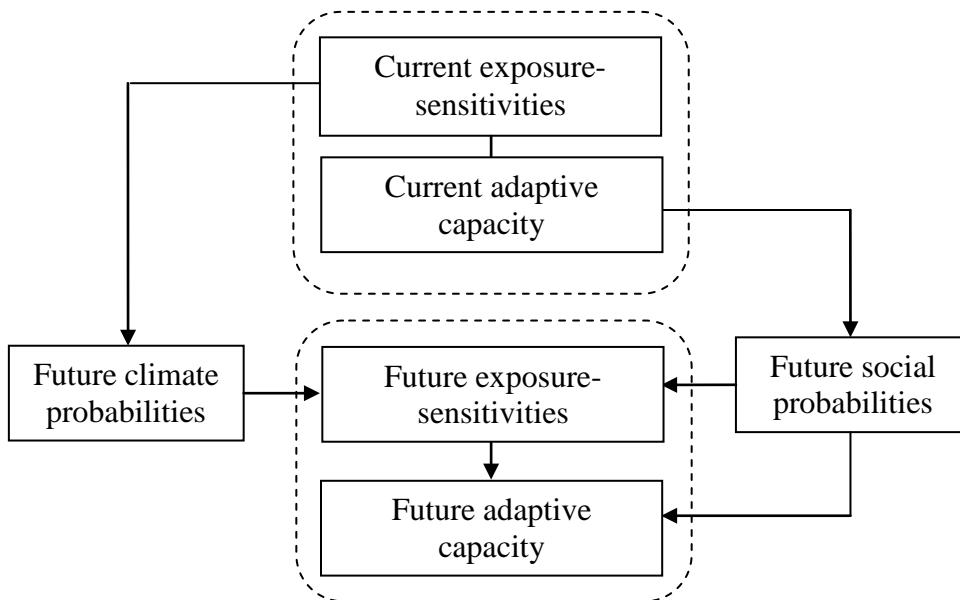 Current exposure-
sensitivities
Current adaptive
capacity
Future climate
probabilities
Future exposure-
sensitivities
Future social
probabilities
Future adaptive
capacity